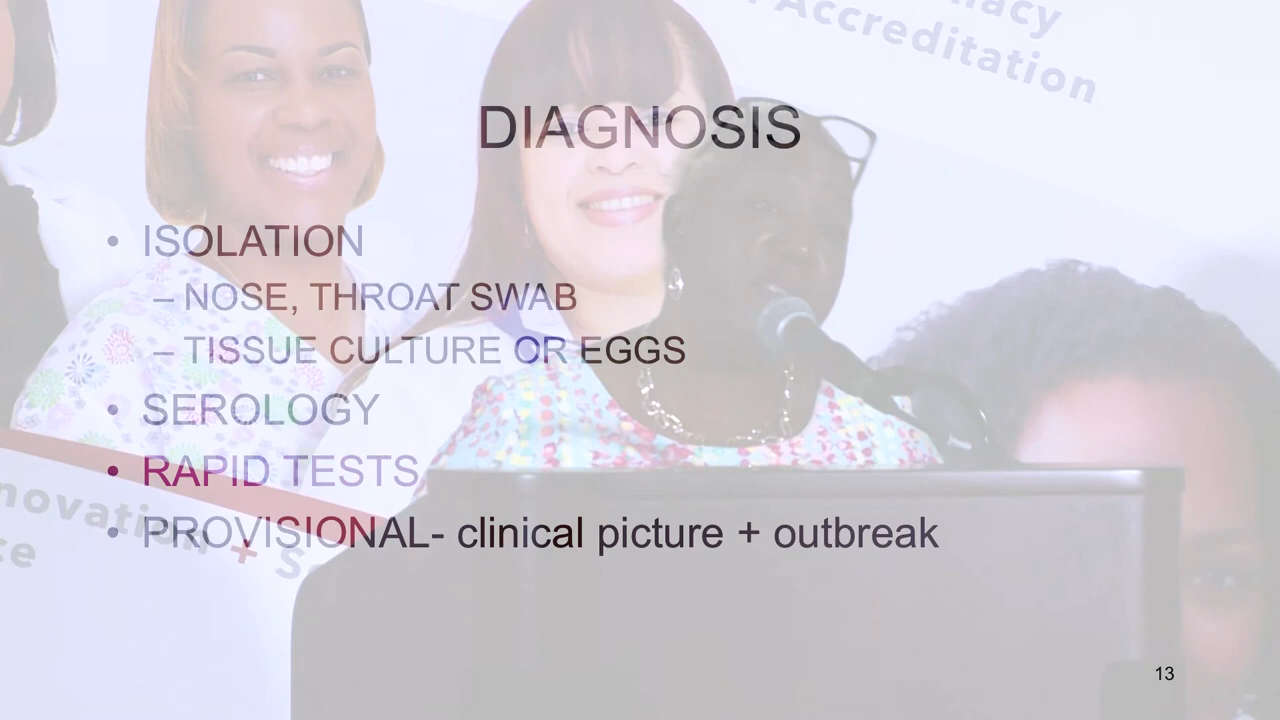 Accreditation
DIAGNOSIS
• ISOLATION
– NOSE, THROAT SWAB
– TISSUE CULTURE OR EGGS
• SEROLOGY
• RAPID TESTS
• PROVISIONAL- clinical picture + outbreak
+
13